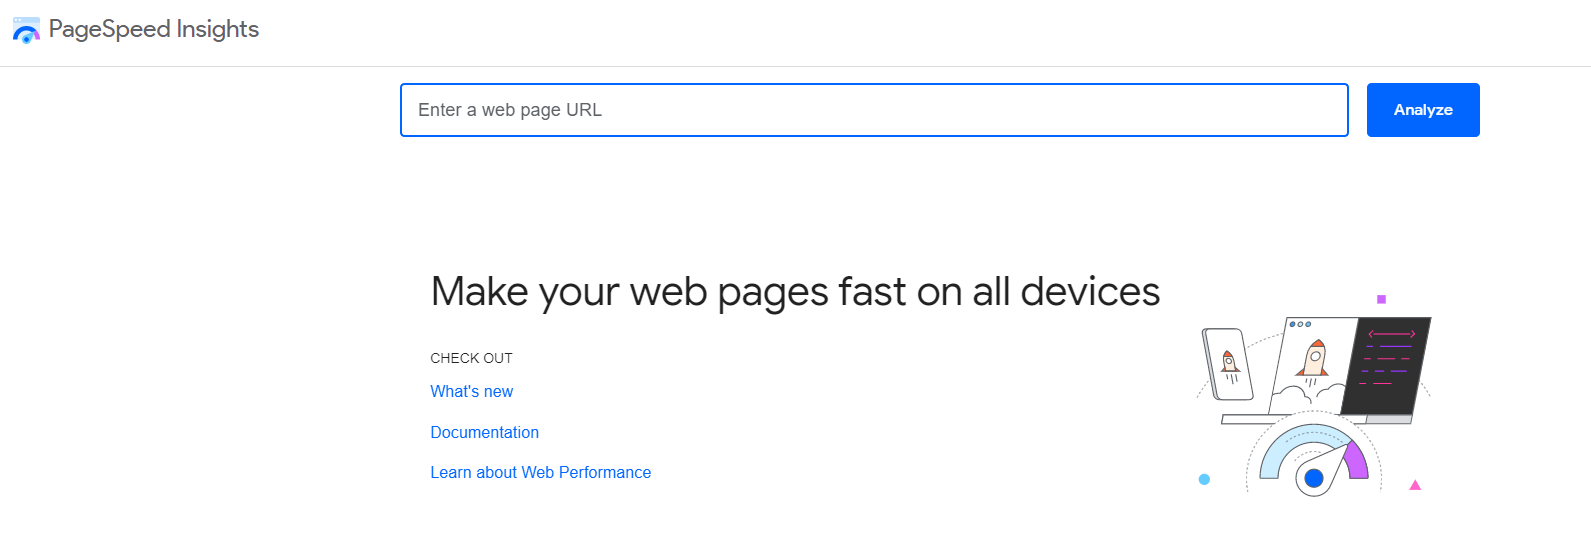 PageSpeed Insights
Enter a web page URL
Analyze
Make your web pages fast on all devices
CHECK OUT
What's new
Documentation
Learn about Web Performance